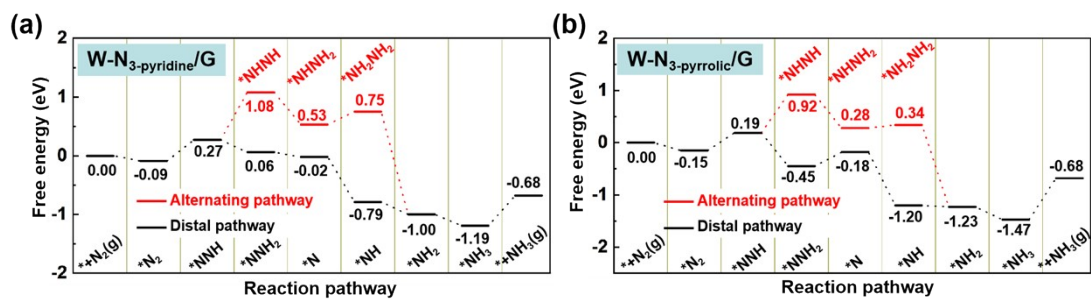 (a)
W-N3-pyridine/G
Free energy (eV)
2
1
0
-1
-2
*NHNH
*NHNH2
*NH2NH2
1.08
0.53
0.75
0.00
-0.09
0.27
0.06
-0.02
-0.79
-1.00
-1.19
-0.68
Alternating pathway
Distal pathway
*+N2(g)
*N2
*NNH
*NNH2
*N
*NH
*NH2
*NH3
*+NH3(g)
Reaction pathway
(b)
W-N3-pyrrolic/G
Free energy (eV)
2
1
0
-1
-2
*NHNH
*NHNH2
*NH2NH2
0.92
0.28
0.34
0.00
-0.15
0.19
-0.45
-0.18
-1.20
-1.23
-1.47
-0.68
Alternating pathway
Distal pathway
*+N2(g)
*N2
*NNH
*NNH2
*N
*NH
*NH2
*NH3
*+NH3(g)
Reaction pathway